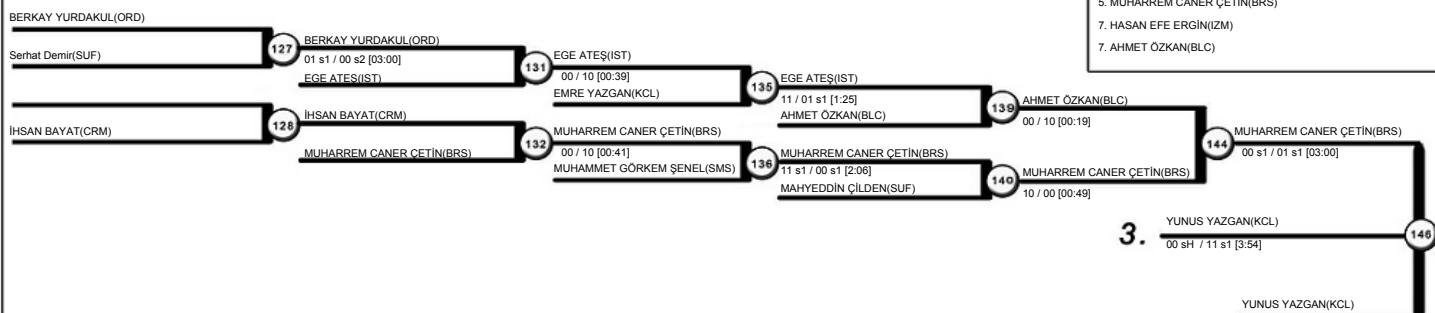 5. MUHARREM CANER ÇETİN(BRS)
7. HASAN EFE ERGİN(IZM)
7. AHMET ÖZKAN(BLC)
BERKAY YURDAKUL(ORD)
Serhat Demir(SUF)
127
BERKAY YURDAKUL(ORD)
01 s1 / 00 s2 [03:00]
EGE ATEŞ(IST)
İHSAN BAYAT(CRM)
128
İHSAN BAYAT(CRM)
MUHARREM CANER ÇETİN(BRS)
131
EGE ATEŞ(IST)
00 / 10 [00:39]
EMRE YAZGAN(KCL)
132
MUHARREM CANER ÇETİN(BRS)
00 / 10 [00:41]
MUHAMMET GÖRKEM ŞENEL(SMS)
135
EGE ATEŞ(IST)
11 / 01 s1 [1:25]
AHMET ÖZKAN(BLC)
136
MUHARREM CANER ÇETİN(BRS)
11 s1 / 00 s1 [2:06]
MAHYEDDİN ÇİLDEN(SUF)
139
AHMET ÖZKAN(BLC)
00 / 10 [00:19]
140
MUHARREM CANER ÇETİN(BRS)
10 / 00 [00:49]
144
MUHARREM CANER ÇETİN(BRS)
00 s1 / 01 s1 [03:00]
3.
YUNUS YAZGAN(KCL)
00 sH / 11 s1 [3:54]
146
YUNUS YAZGAN(KCL)